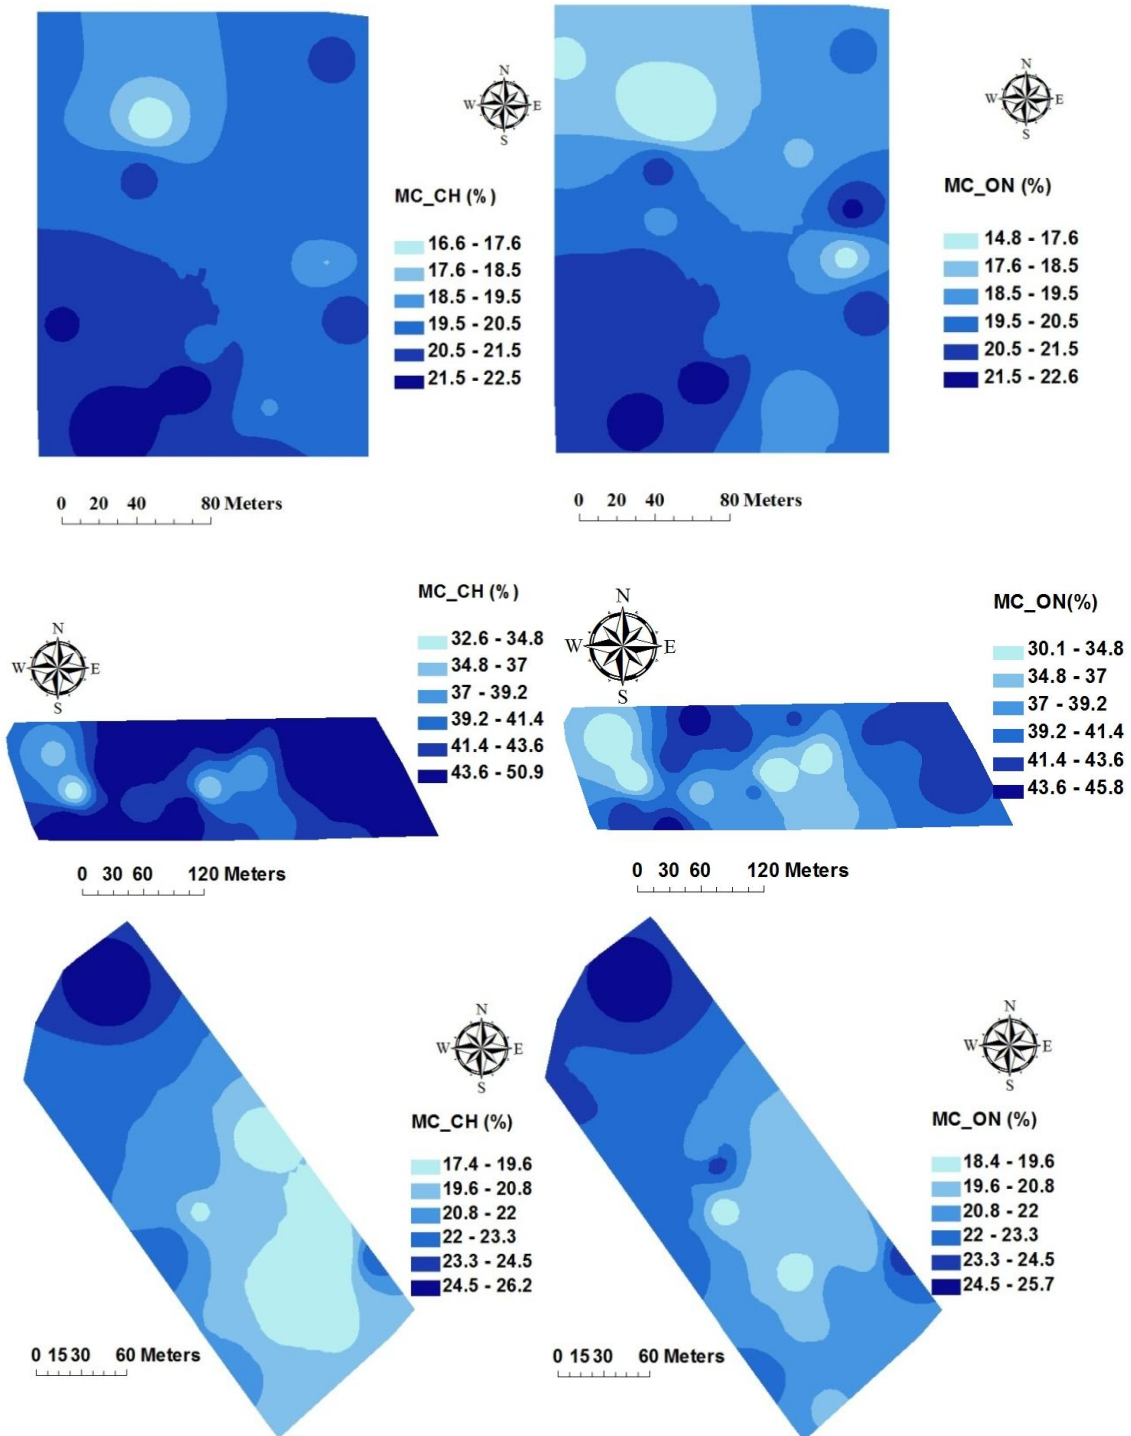 N
W E
S
MC_CH (%)
16.6 - 17.6
17.6 - 18.5
18.5 - 19.5
19.5 - 20.5
20.5 - 21.5
21.5 - 22.5
0 20 40 80 Meters
N
W E
S
MC_ON (%)
14.8 - 17.6
17.6 - 18.5
18.5 - 19.5
19.5 - 20.5
20.5 - 21.5
21.5 - 22.6
0 20 40 80 Meters
N
W E
S
MC_CH (%)
32.6 - 34.8
34.8 - 37
37 - 39.2
39.2 - 41.4
41.4 - 43.6
43.6 - 50.9
0 30 60 120 Meters
N
W E
S
MC_ON(%)
30.1 - 34.8
34.8 - 37
37 - 39.2
39.2 - 41.4
41.4 - 43.6
43.6 - 45.8
0 30 60 120 Meters
N
W E
S
MC_CH (%)
17.4 - 19.6
19.6 - 20.8
20.8 - 22
22 - 23.3
23.3 - 24.5
24.5 - 26.2
0 15 30 60 Meters
N
W E
S
MC_ON (%)
18.4 - 19.6
19.6 - 20.8
20.8 - 22
22 - 23.3
23.3 - 24.5
24.5 - 25.7
0 15 30 60 Meters